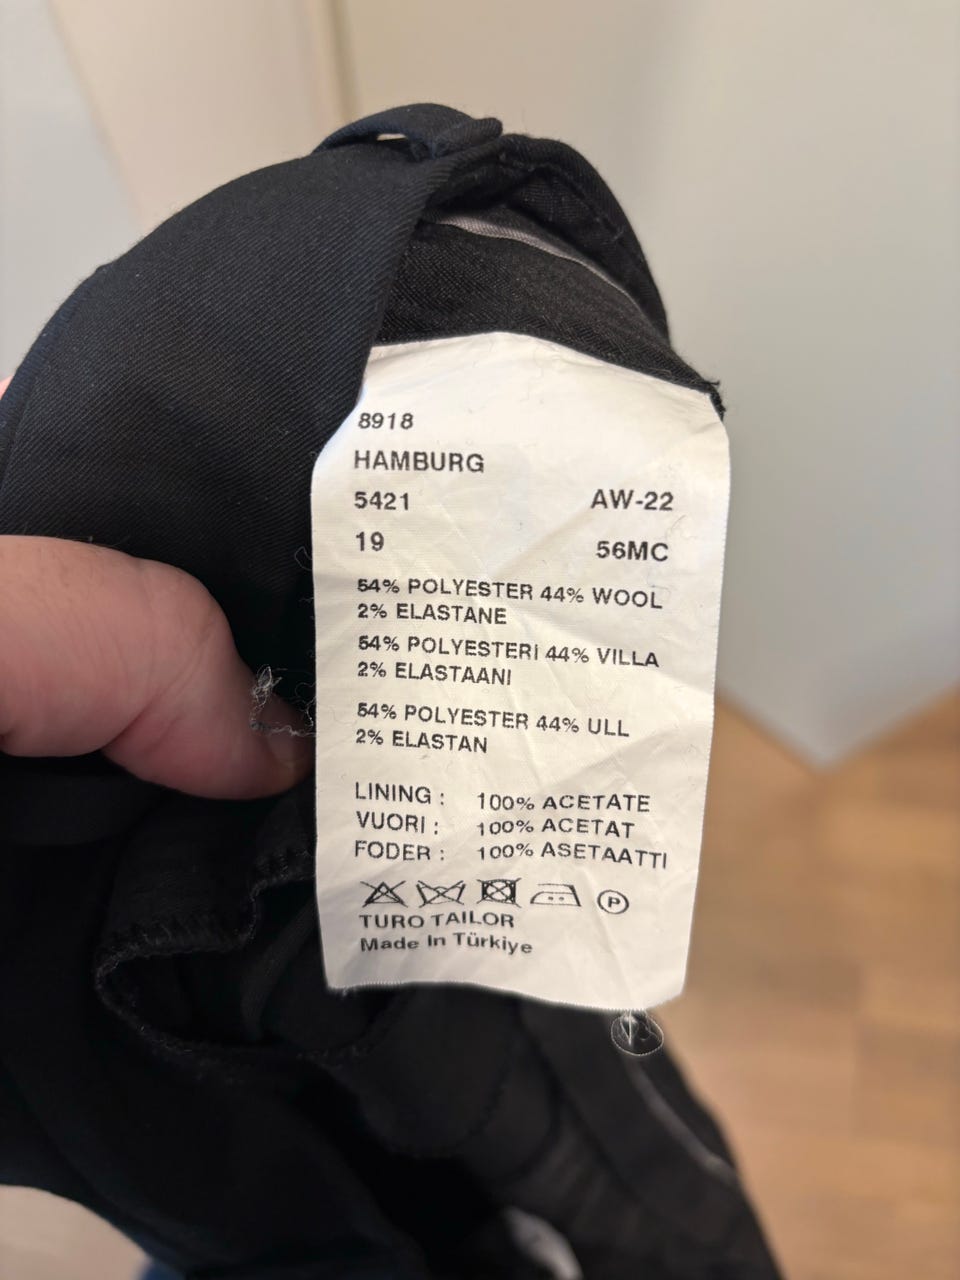 8918
HAMBURG
5421 AW-22
19 56MC
54% POLYESTER 44% WOOL
2% ELASTANE
54% POLYESTERİ 44% VILLA
2% ELASTAANI
54% POLYESTER 44% ULL
2% ELASTAN
LINING : 100% ACETATE
VUORI : 100% ACETAT
FODER : 100% ASETAATTI
P
TURO TAILOR
Made In Türkiye